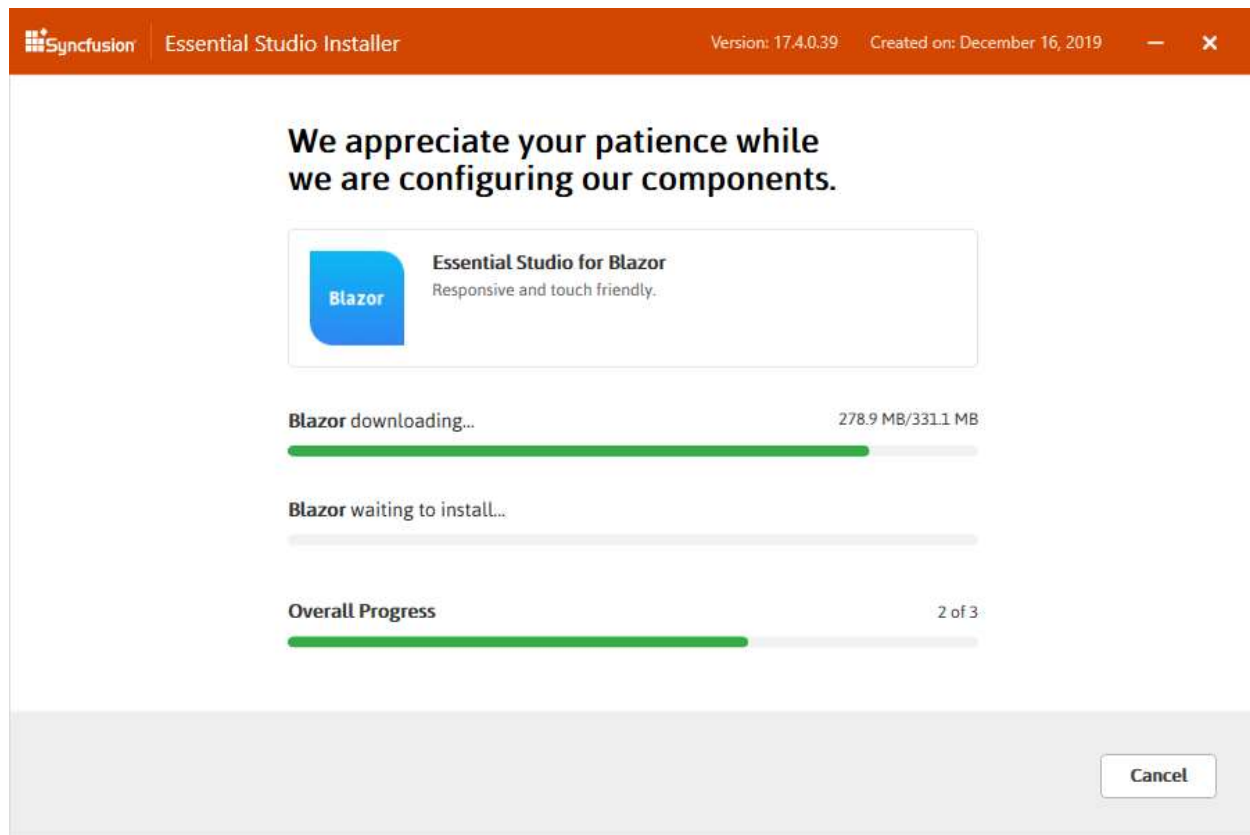 Syncfusion Essential Studio Installer Version: 17.4.0.39 Created on: December 16, 2019
We appreciate your patience while
we are configuring our components.
Essential Studio for Blazor
Blazor
Responsive and touch friendly.
Blazor downloading... 278.9 MB/331.1 MB
Blazor waiting to install...
Overall Progress 2 of 3
Cancel